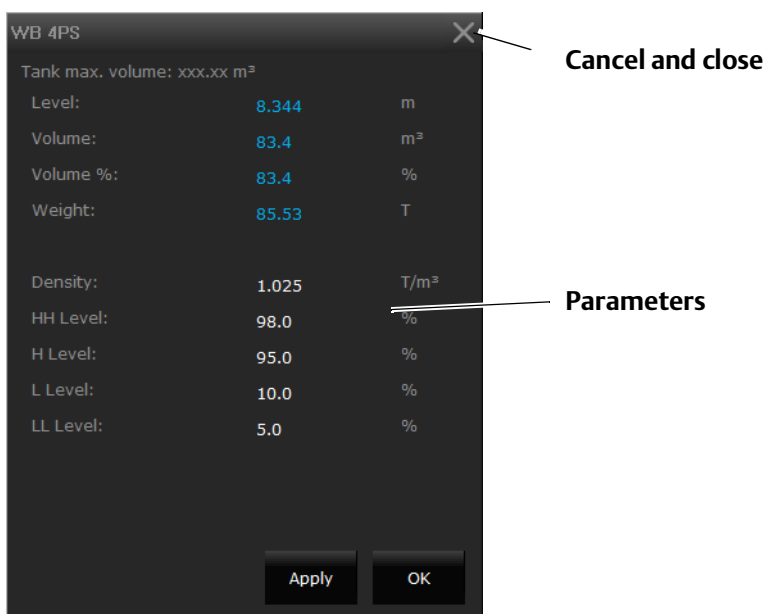 WB 4PS
Cancel and close
Tank max. volume: xxx.xx m³
Level: 8.344 m
Volume: 83.4 m³
Volume %: 83.4 %
Weight: 85.53 T
Density: 1.025 T/m³
Parameters
HH Level: 98.0 %
H Level: 95.0 %
L Level: 10.0 %
LL Level: 5.0 %
Apply OK